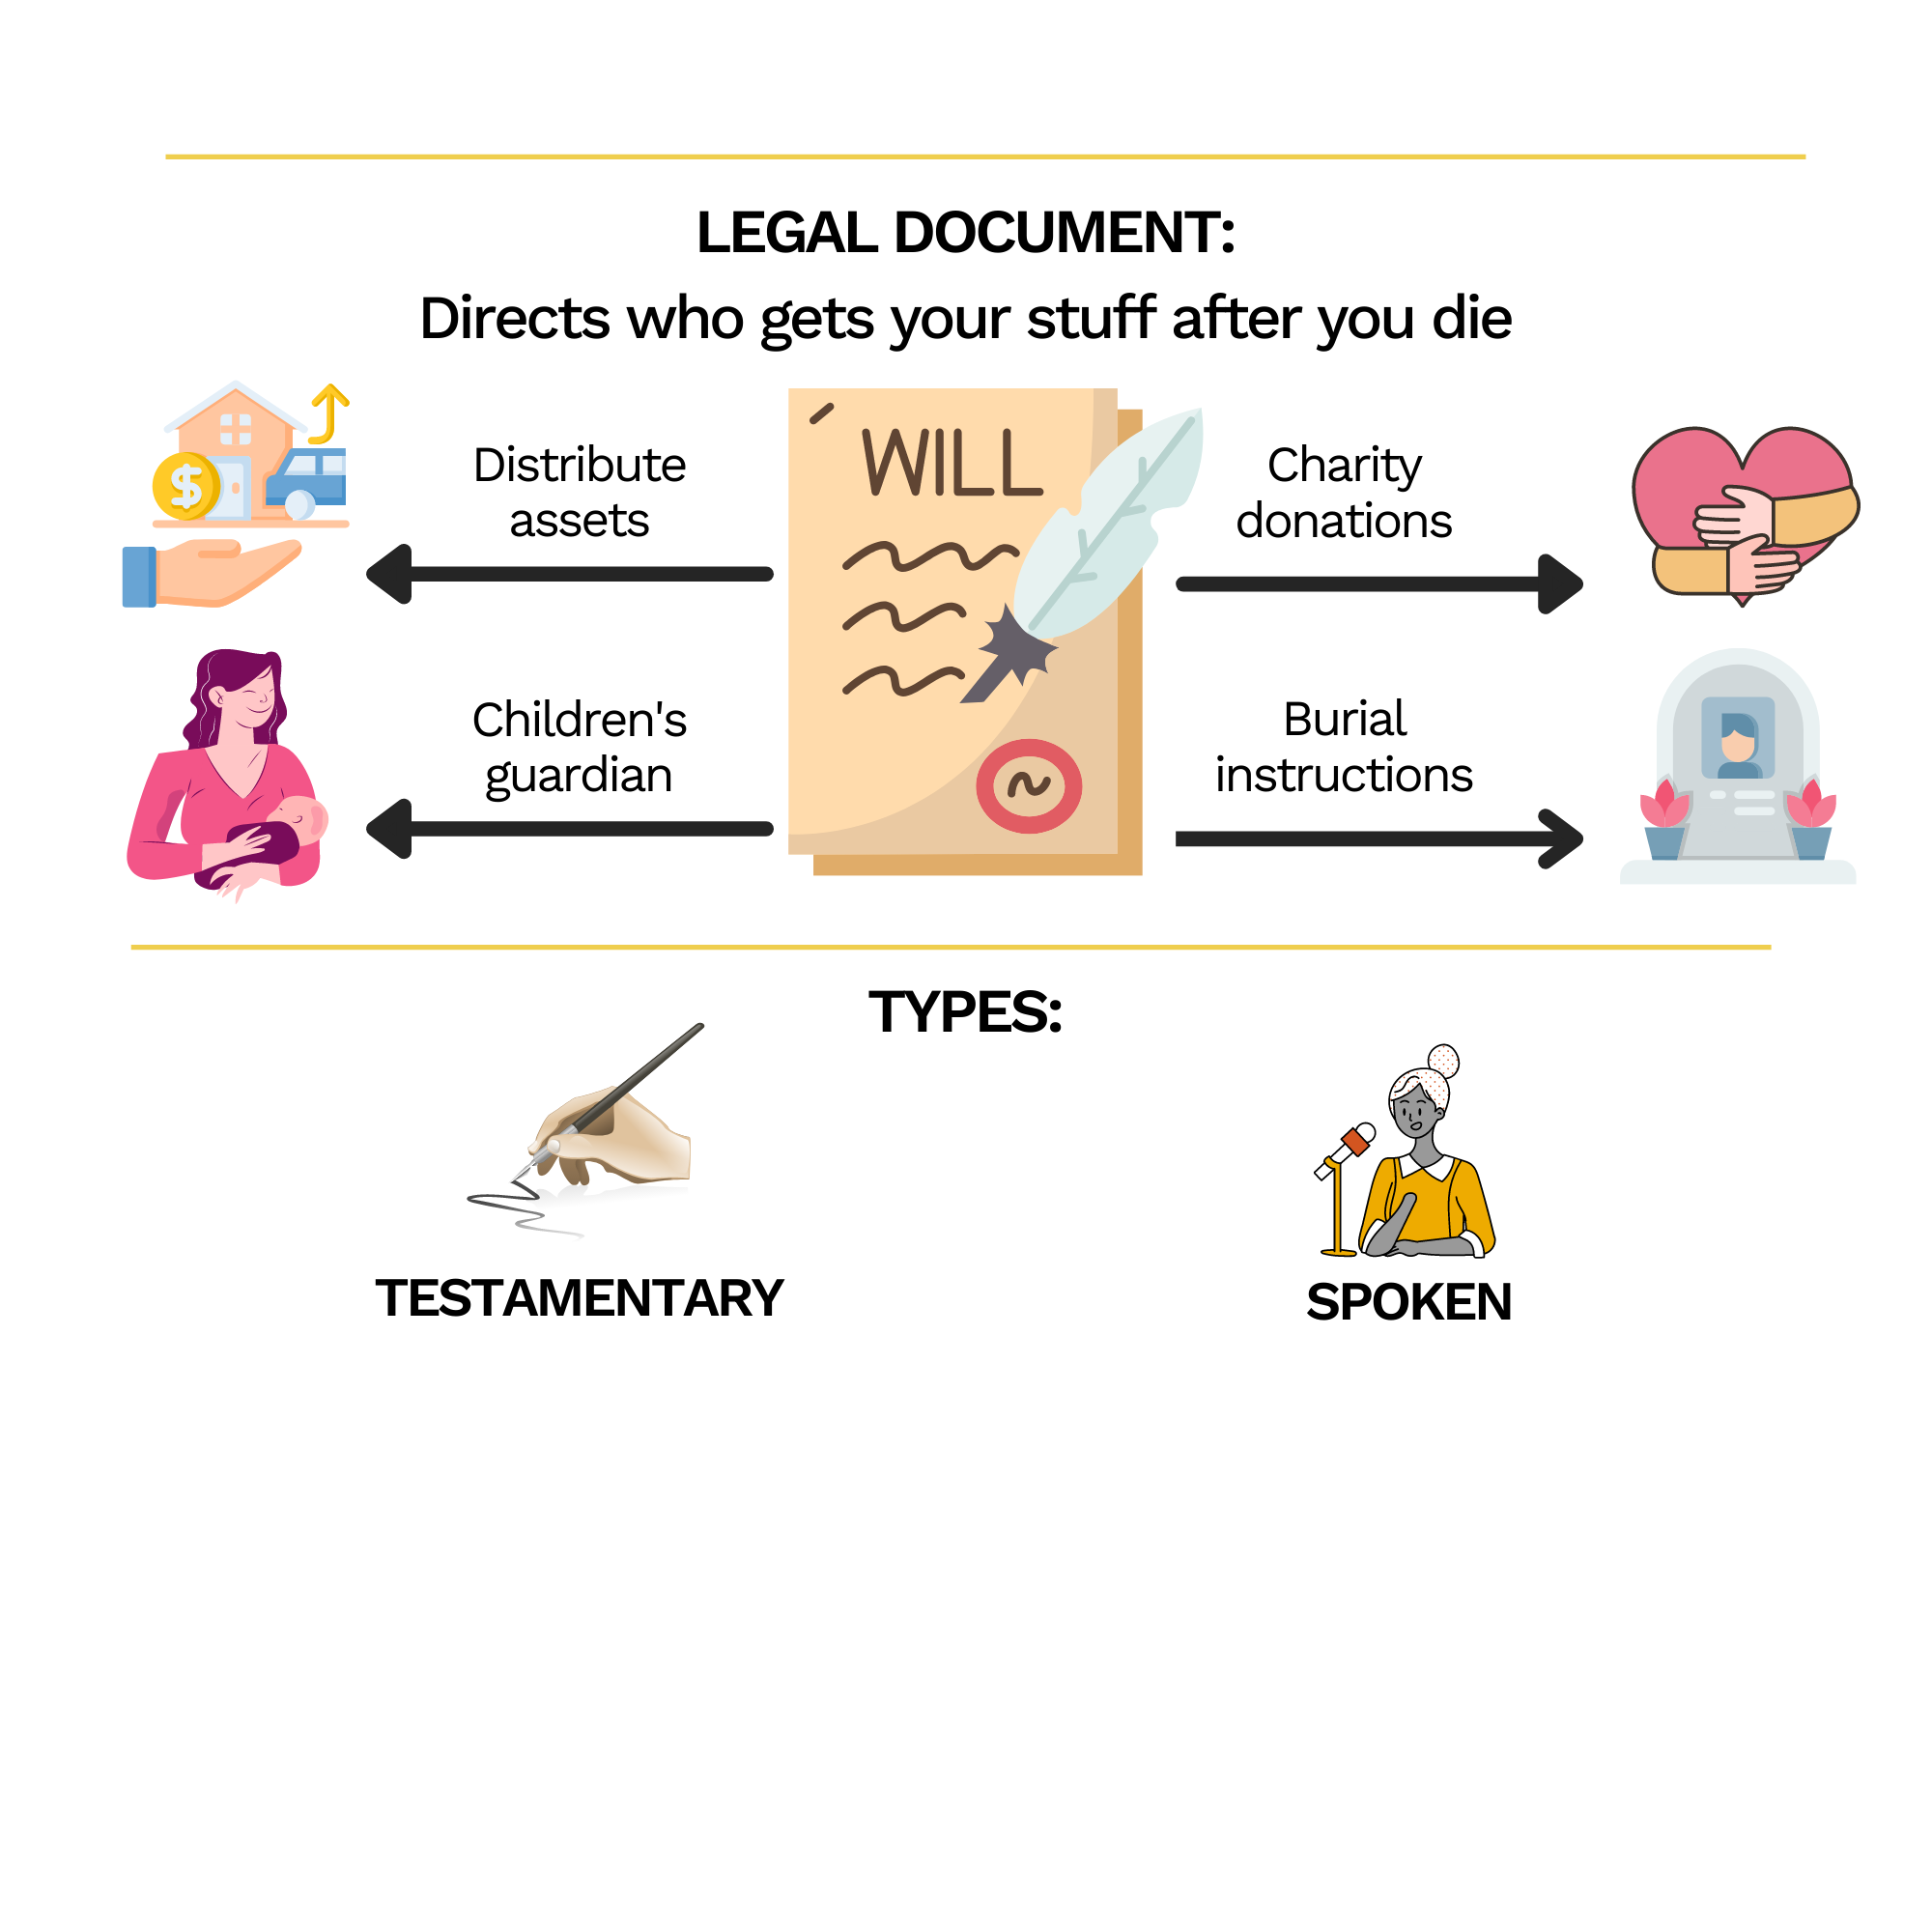 LEGAL DOCUMENT:
Directs who gets your stuff after you die
Distribute
assets
WILL
Charity
donations
$
Children's
guardian
Burial
instructions
TYPES:
TESTAMENTARY
SPOKEN